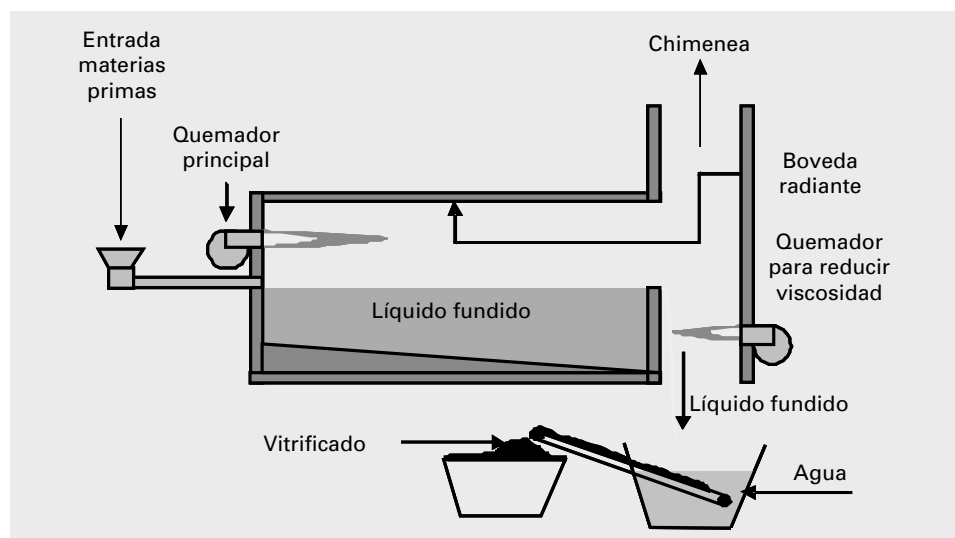 Entrada
materias
primas
Quemador
principal
Chimenea
Boveda
radiante
Quemador
para reducir
viscosidad
Líquido fundido
Líquido fundido
Vitrificado
Agua